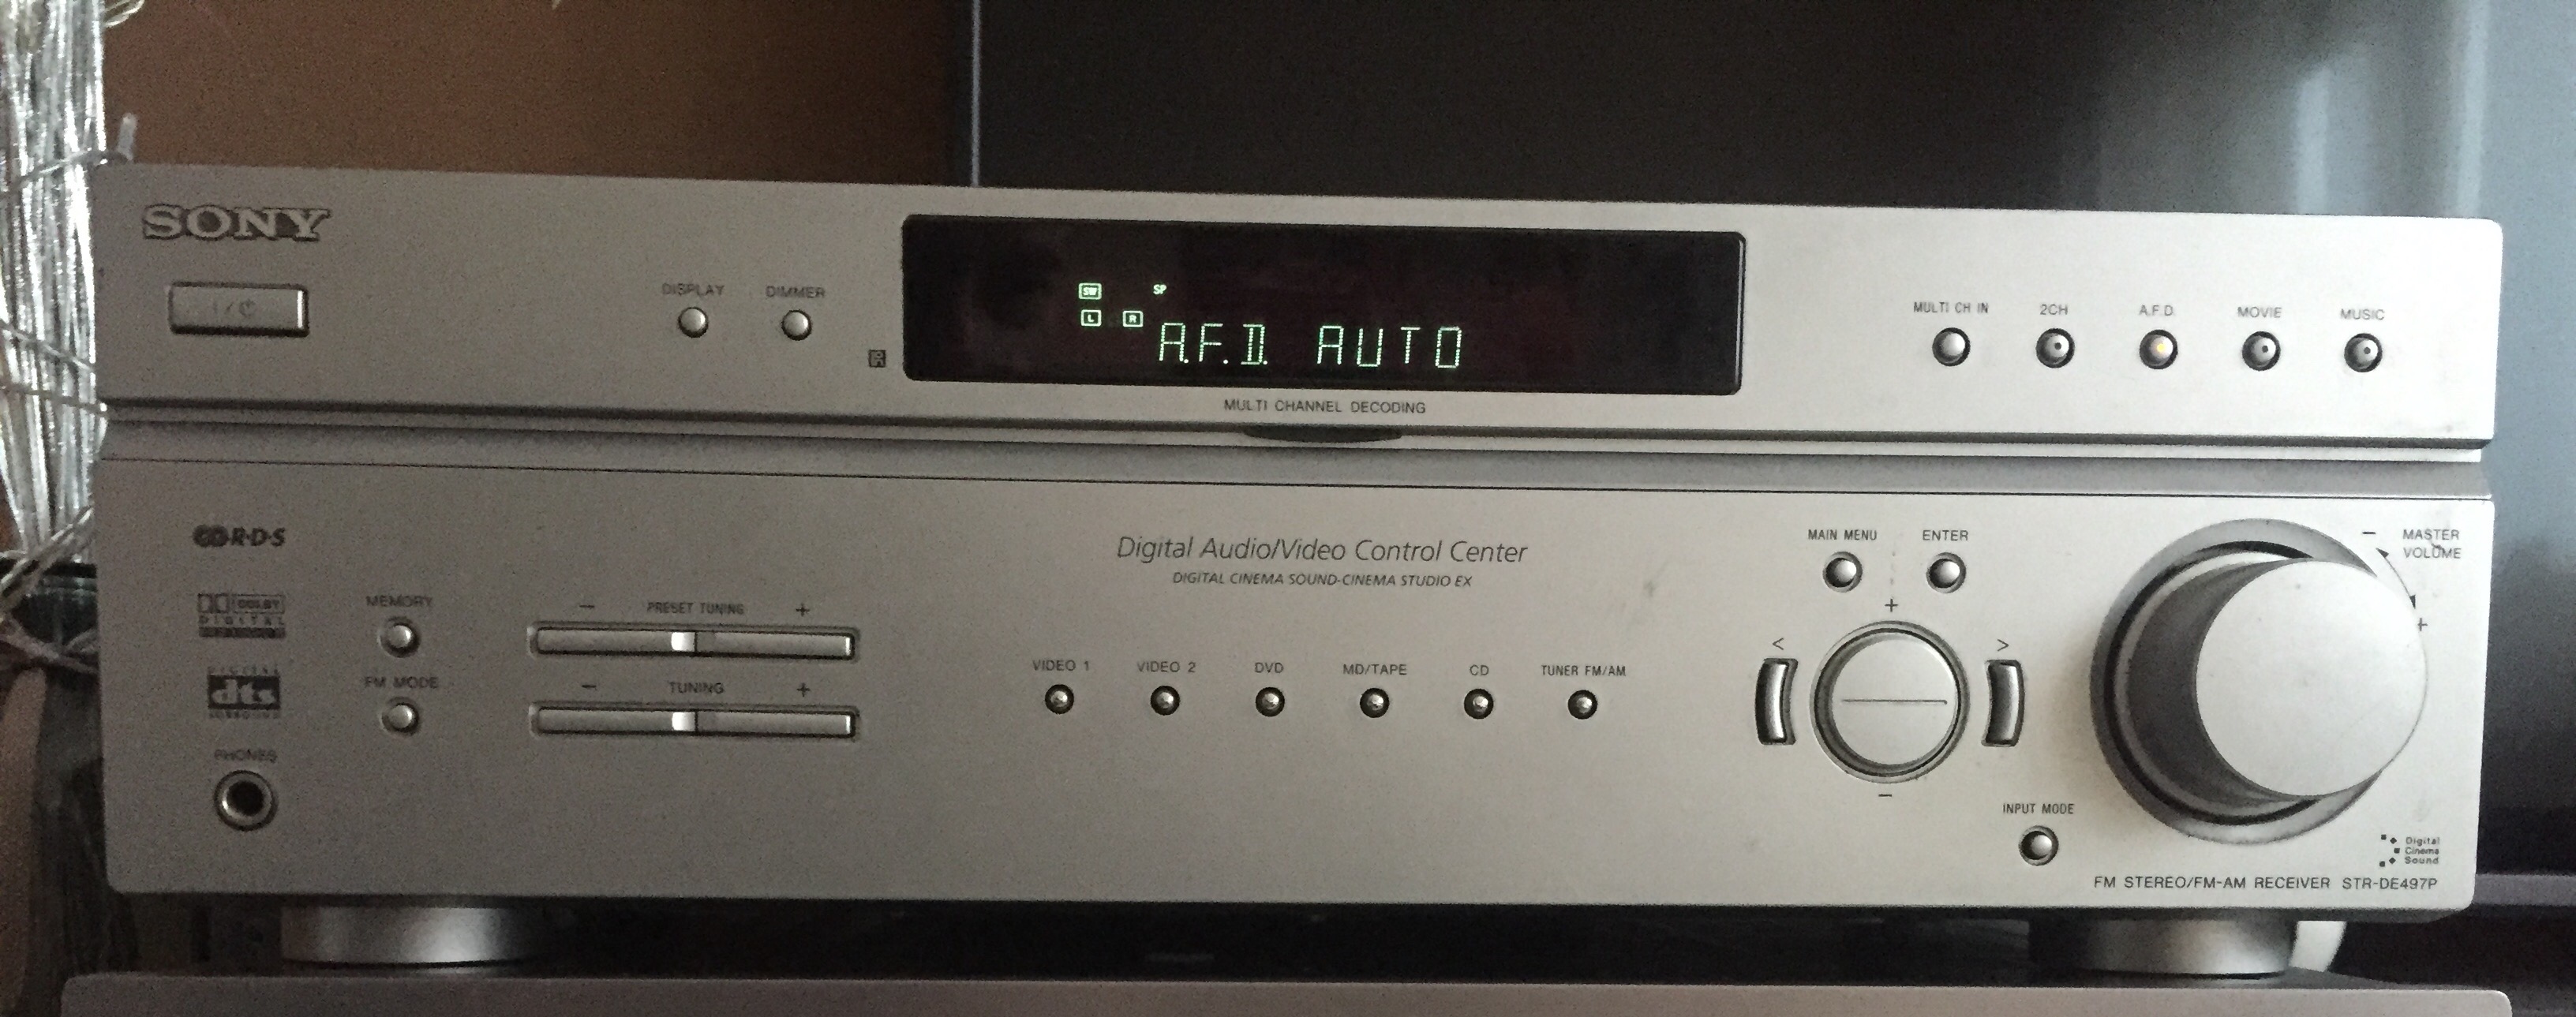 SONY
I / ⏻
DISPLAY
DIMMER
SW
SP
L
R
A.F.D. AUTO
MULTI CHANNEL DECODING
MULTI CH IN
2CH
A.F.D.
MOVIE
MUSIC
R·D·S
DOLBY
DIGITAL
DIGITAL
dts
SURROUND
PHONES
MEMORY
FM MODE
– PRESET TUNING +
– TUNING +
Digital Audio/Video Control Center
DIGITAL CINEMA SOUND-CINEMA STUDIO EX
VIDEO 1
VIDEO 2
DVD
MD/TAPE
CD
TUNER FM/AM
MAIN MENU
ENTER
+
<
>
–
INPUT MODE
–
MASTER
VOLUME
+
Digital
Cinema
Sound
FM STEREO/FM-AM RECEIVER STR-DE497P